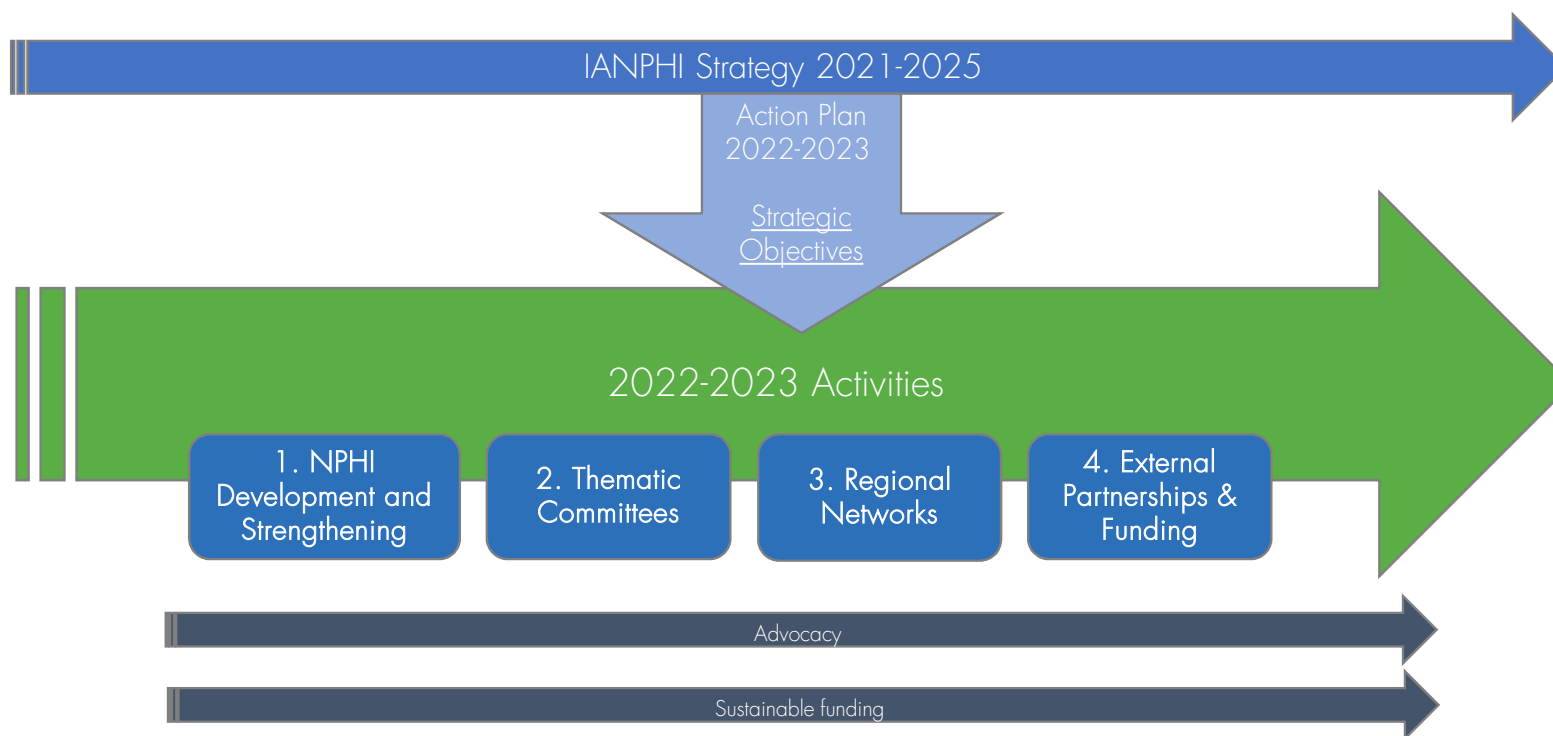 IANPHI Strategy 2021-2025
Action Plan
2022-2023
Strategic
Objectives
2022-2023 Activities
1. NPHI
Development and
Strengthening
2. Thematic
Committees
3. Regional
Networks
4. External
Partnerships &
Funding
Advocacy
Sustainable funding